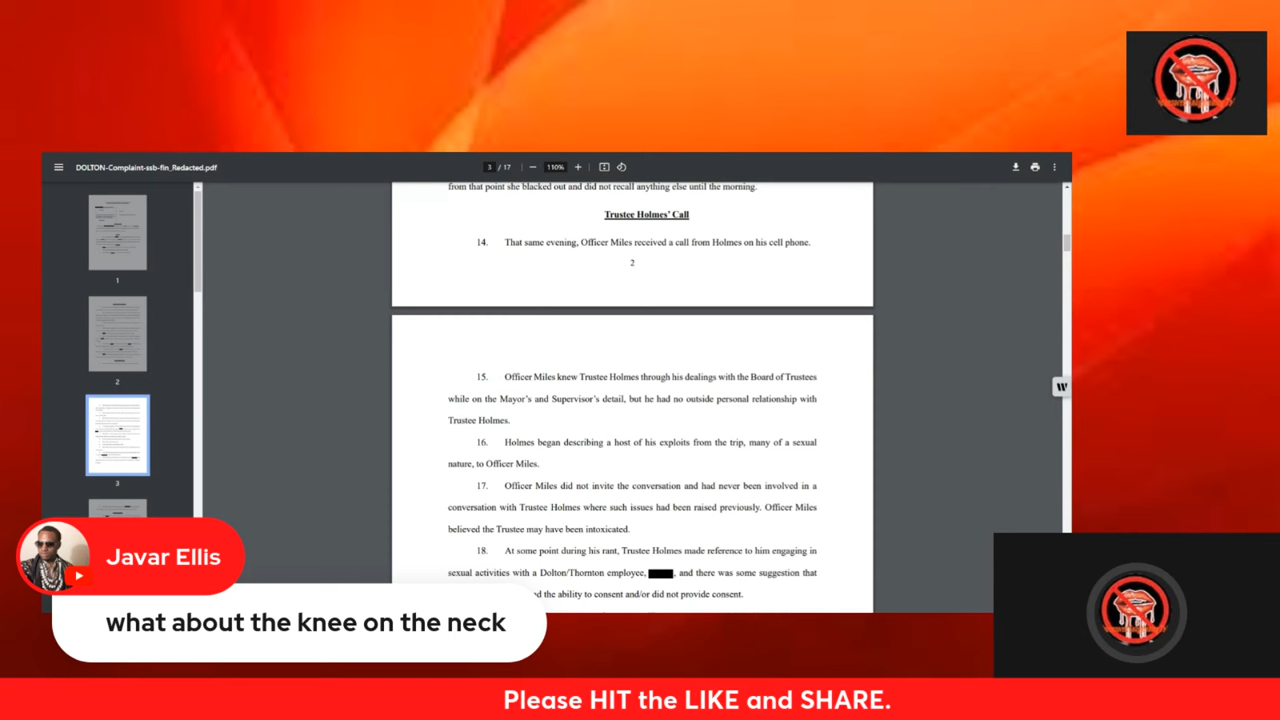 DOLTON-Complaint-ssb-fin_Redacted.pdf
3 / 17
110%
from that point she blacked out and did not recall anything else until the morning.
Trustee Holmes' Call
14. That same evening, Officer Miles received a call from Holmes on his cell phone.
2
15. Officer Miles knew Trustee Holmes through his dealings with the Board of Trustees
while on the Mayor's and Supervisor's detail, but he had no outside personal relationship with
Trustee Holmes.
16. Holmes began describing a host of his exploits from the trip, many of a sexual
nature, to Officer Miles.
17. Officer Miles did not invite the conversation and had never been involved in a
conversation with Trustee Holmes where such issues had been raised previously. Officer Miles
believed the Trustee may have been intoxicated.
18. At some point during his rant, Trustee Holmes made reference to him engaging in
sexual activities with a Dolton/Thornton employee, , and there was some suggestion that
the ability to consent and/or did not provide consent.
1
2
3
W
Javar Ellis
what about the knee on the neck
Please HIT the LIKE and SHARE.